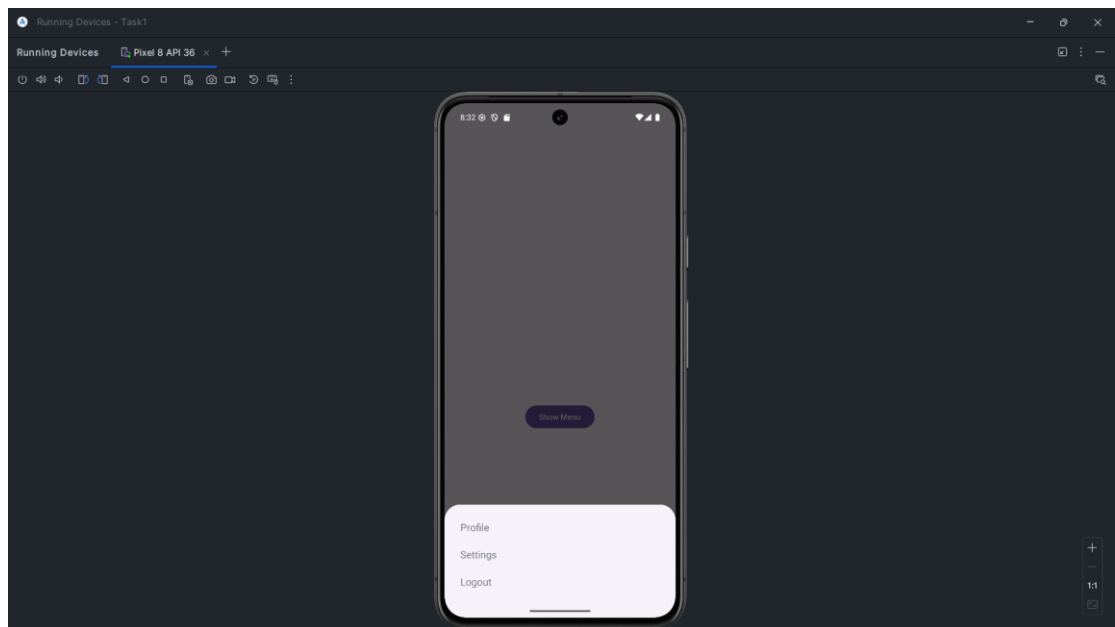 Running Devices - Task1
Running Devices Pixel 8 API 36
8:32
Show Menu
Profile
Settings
Logout
1:1